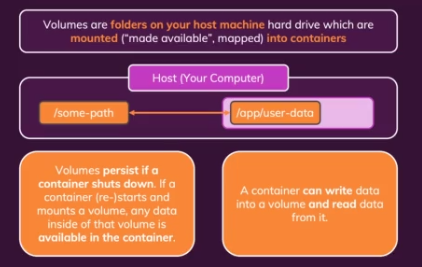 Volumes are folders on your host machine hard drive which are
mounted (“made available”, mapped) into containers
Host (Your Computer)
/some-path
/app/user-data
Volumes persist if a
container shuts down. If a
container (re-)starts and
mounts a volume, any data
inside of that volume is
available in the container.
A container can write data
into a volume and read data
from it.